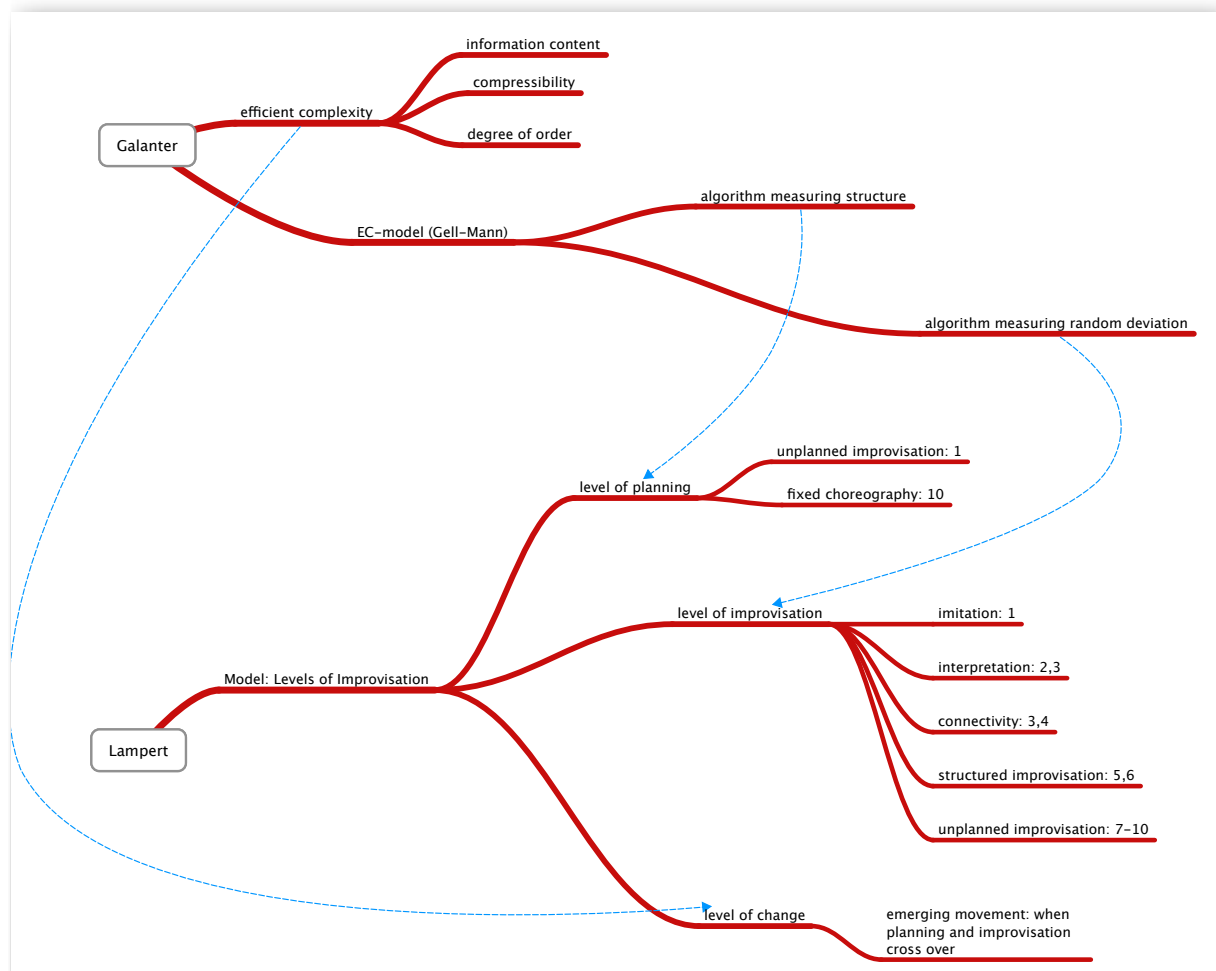 information content
compressibility
efficient complexity
degree of order
Galanter
algorithm measuring structure
EC-model (Gell-Mann)
algorithm measuring random deviation
unplanned improvisation: 1
level of planning
fixed choreography: 10
level of improvisation
imitation: 1
interpretation: 2,3
Model: Levels of Improvisation
connectivity: 3,4
Lampert
structured improvisation: 5,6
unplanned improvisation: 7-10
level of change
emerging movement: when
planning and improvisation
cross over